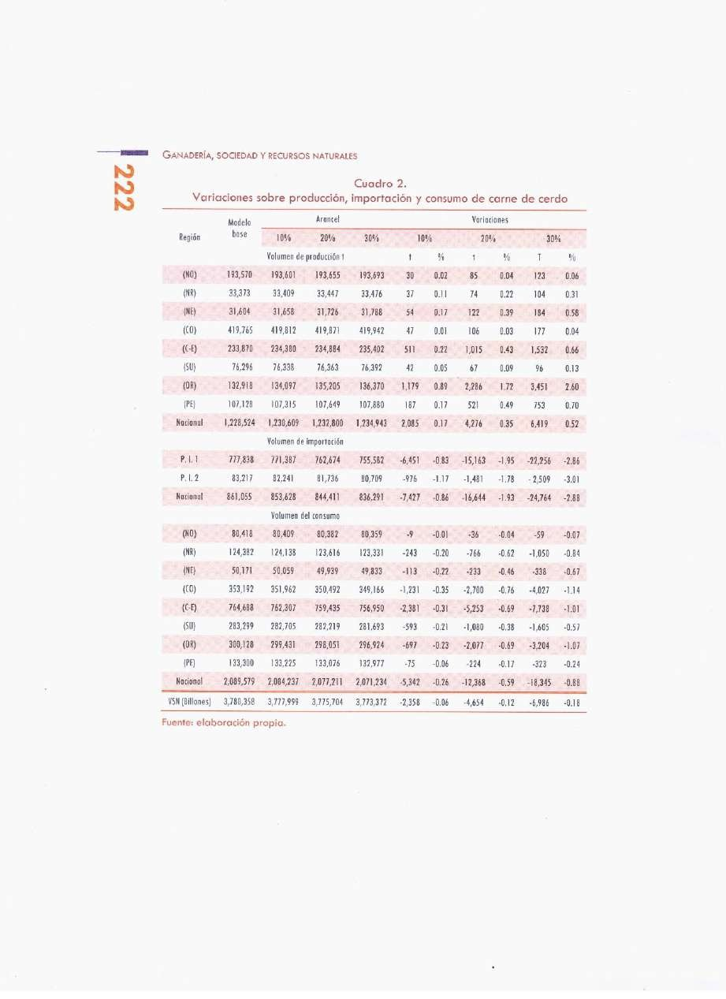 GANADERÍA, SOCIEDAD Y RECURSOS NATURALES
222
Cuadro 2.
Variaciones sobre producción, importación y consumo de carne de cerdo
Región Modelo base Arancel Variaciones
10% 20% 30% 10% 20% 30%
Volumen de producción t t % t % T %
(NO) 193,570 193,601 193,655 193,693 30 0.02 85 0.04 123 0.06
(NR) 33,373 33,409 33,447 33,476 37 0.11 74 0.22 104 0.31
(NE) 31,604 31,658 31,726 31,788 54 0.17 122 0.39 184 0.58
(CO) 419,765 419,812 419,871 419,942 47 0.01 106 0.03 177 0.04
(C-E) 233,870 234,380 234,884 235,402 511 0.22 1,015 0.43 1,532 0.66
(SU) 76,296 76,338 76,363 76,392 42 0.05 67 0.09 96 0.13
(OR) 132,918 134,097 135,205 136,370 1,179 0.89 2,286 1.72 3,451 2.60
(PE) 107,128 107,315 107,649 107,880 187 0.17 521 0.49 753 0.70
Nacional 1,228,524 1,230,609 1,232,800 1,234,943 2,085 0.17 4,276 0.35 6,419 0.52
Volumen de importación
P. I. 1 777,838 771,387 762,674 755,582 -6,451 -0.83 -15,163 -1.95 -22,256 -2.86
P. I. 2 83,217 82,241 81,736 80,709 -976 -1.17 -1,481 -1.78 - 2,509 -3.01
Nacional 861,055 853,628 844,411 836,291 -7,427 -0.86 -16,644 -1.93 -24,764 -2.88
Volumen del consumo
(NO) 80,418 80,409 80,382 80,359 -9 -0.01 -36 -0.04 -59 -0.07
(NR) 124,382 124,138 123,616 123,331 -243 -0.20 -766 -0.62 -1,050 -0.84
(NE) 50,171 50,059 49,939 49,833 -113 -0.22 -233 -0.46 -338 -0.67
(CO) 353,192 351,962 350,492 349,166 -1,231 -0.35 -2,700 -0.76 -4,027 -1.14
(C-E) 764,688 762,307 759,435 756,950 -2,381 -0.31 -5,253 -0.69 -7,738 -1.01
(SU) 283,299 282,705 282,219 281,693 -593 -0.21 -1,080 -0.38 -1,605 -0.57
(OR) 300,128 299,431 298,051 296,924 -697 -0.23 -2,077 -0.69 -3,204 -1.07
(PE) 133,300 133,225 133,076 132,977 -75 -0.06 -224 -0.17 -323 -0.24
Nacional 2,089,579 2,084,237 2,077,211 2,071,234 -5,342 -0.26 -12,368 -0.59 -18,345 -0.88
VSN (Billones) 3,780,358 3,777,999 3,775,704 3,773,372 -2,358 -0.06 -4,654 -0.12 -6,986 -0.18
Fuente: elaboración propia.